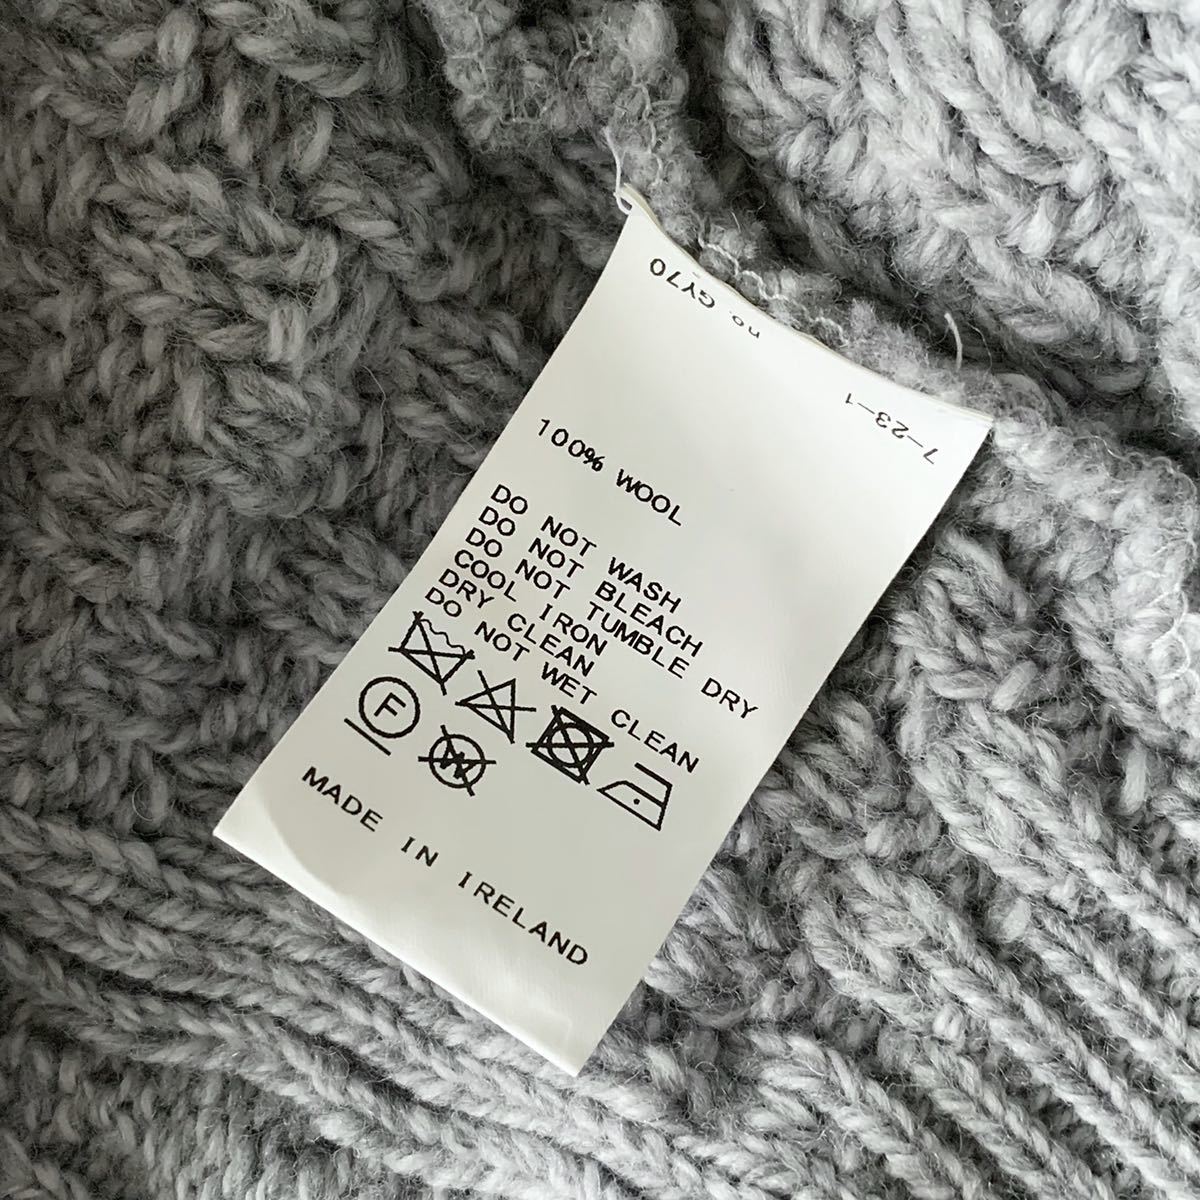 no. GY70
7-23-1
100% WOOL
DO NOT WASH
DO NOT BLEACH
DO NOT TUMBLE DRY
COOL IRON
DRY CLEAN
DO NOT WET CLEAN
F
W
MADE IN IRELAND